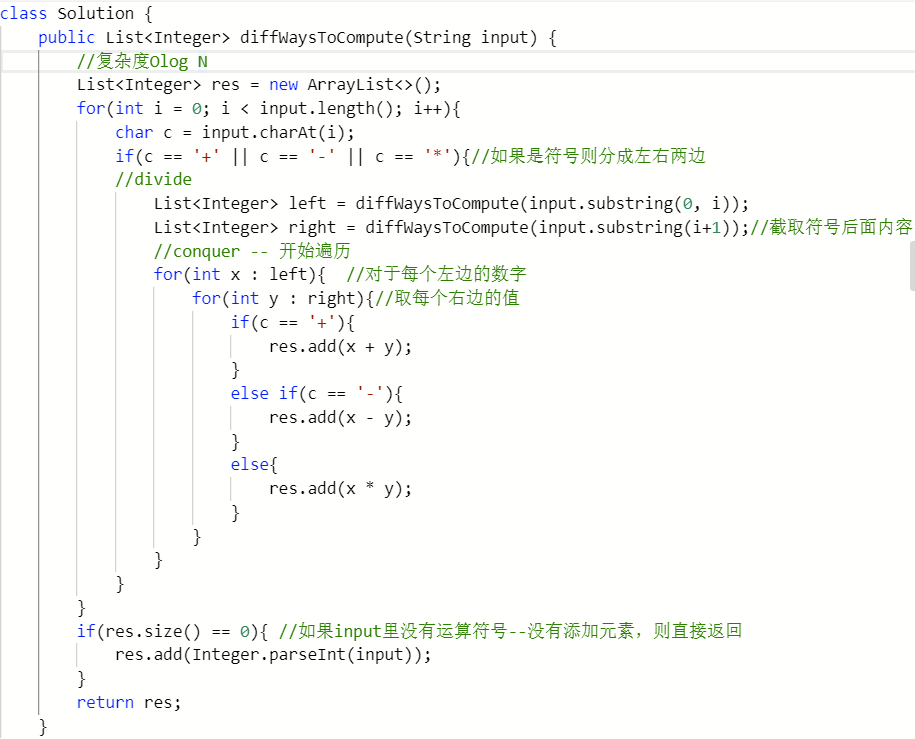 class Solution {
    public List<Integer> diffWaysToCompute(String input) {
        //复杂度Olog N
        List<Integer> res = new ArrayList<>();
        for(int i = 0; i < input.length(); i++){
            char c = input.charAt(i);
            if(c == '+' || c == '-' || c == '*'){//如果是符号则分成左右两边
            //divide
                List<Integer> left = diffWaysToCompute(input.substring(0, i));
                List<Integer> right = diffWaysToCompute(input.substring(i+1));//截取符号后面内容
                //conquer -- 开始遍历
                for(int x : left){  //对于每个左边的数字
                    for(int y : right){//取每个右边的值
                        if(c == '+'){
                            res.add(x + y);
                        }
                        else if(c == '-'){
                            res.add(x - y);
                        }
                        else{
                            res.add(x * y);
                        }
                    }
                }
            }
        }
        if(res.size() == 0){ //如果input里没有运算符号--没有添加元素，则直接返回
            res.add(Integer.parseInt(input));
        }
        return res;
    }